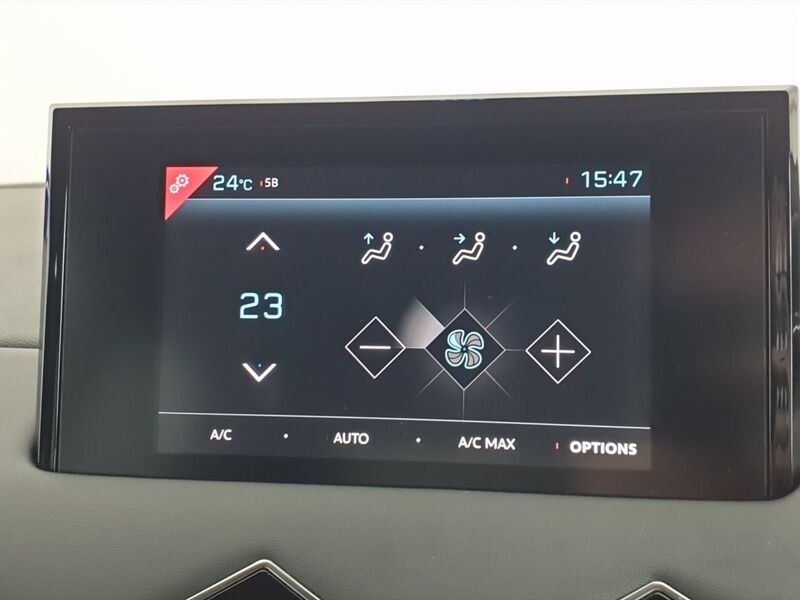 24°C 5B 15:47
23
A/C AUTO A/C MAX OPTIONS